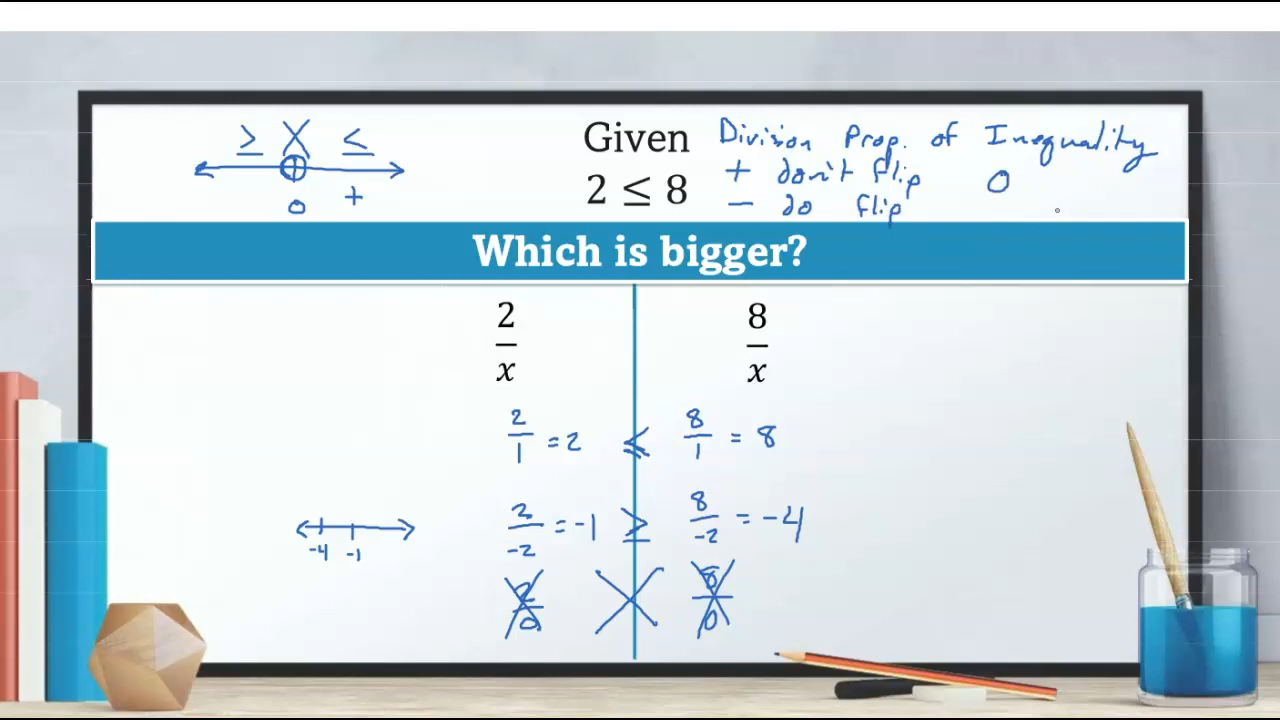 ≥ X ≤
0 +
Given Division Prop. of Inequality
2 ≤ 8 + don't flip 0
− do flip
Which is bigger?
2/x 8/x
2/1 = 2 ≤ 8/1 = 8
2/-2 = -1 ≥ 8/-2 = -4
-4 -1
2/0 X 8/0